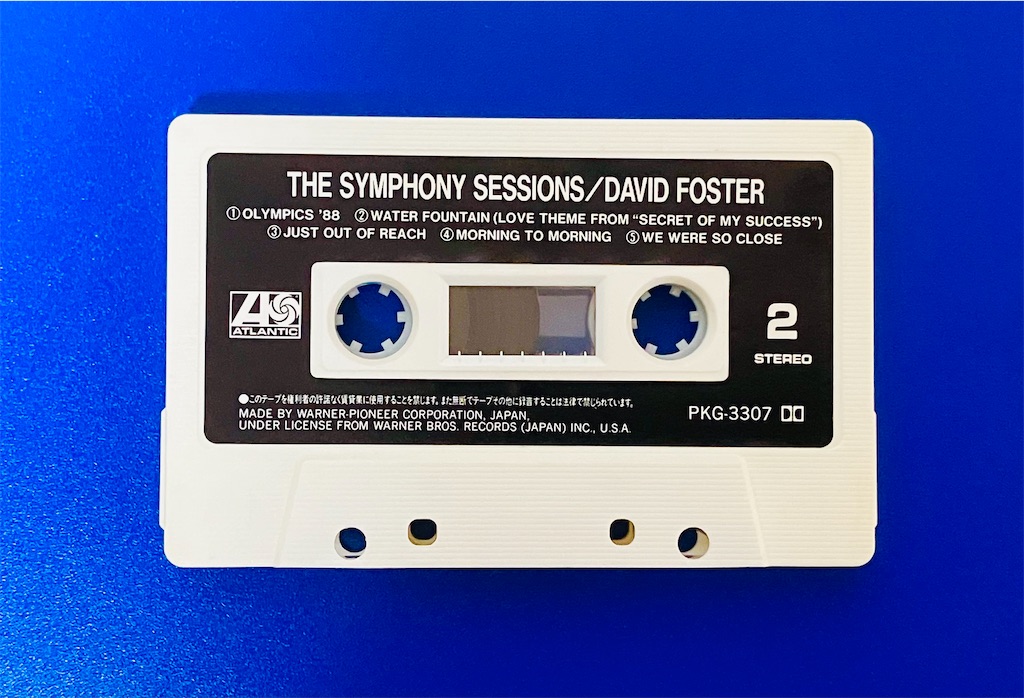 THE SYMPHONY SESSIONS/DAVID FOSTER
①OLYMPICS '88 ②WATER FOUNTAIN (LOVE THEME FROM “SECRET OF MY SUCCESS”)
③JUST OUT OF REACH ④MORNING TO MORNING ⑤WE WERE SO CLOSE
ATLANTIC
2
STEREO
●このテープを権利者の許諾なく賃貸業に使用することを禁じます。また無断でテープその他に録音することは法律で禁じられています。
MADE BY WARNER-PIONEER CORPORATION, JAPAN,
UNDER LICENSE FROM WARNER BROS. RECORDS (JAPAN) INC., U.S.A.
PKG-3307